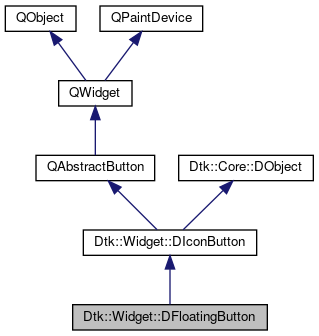 QObject
QPaintDevice
QWidget
QAbstractButton
Dtk::Core::DObject
Dtk::Widget::DIconButton
Dtk::Widget::DFloatingButton